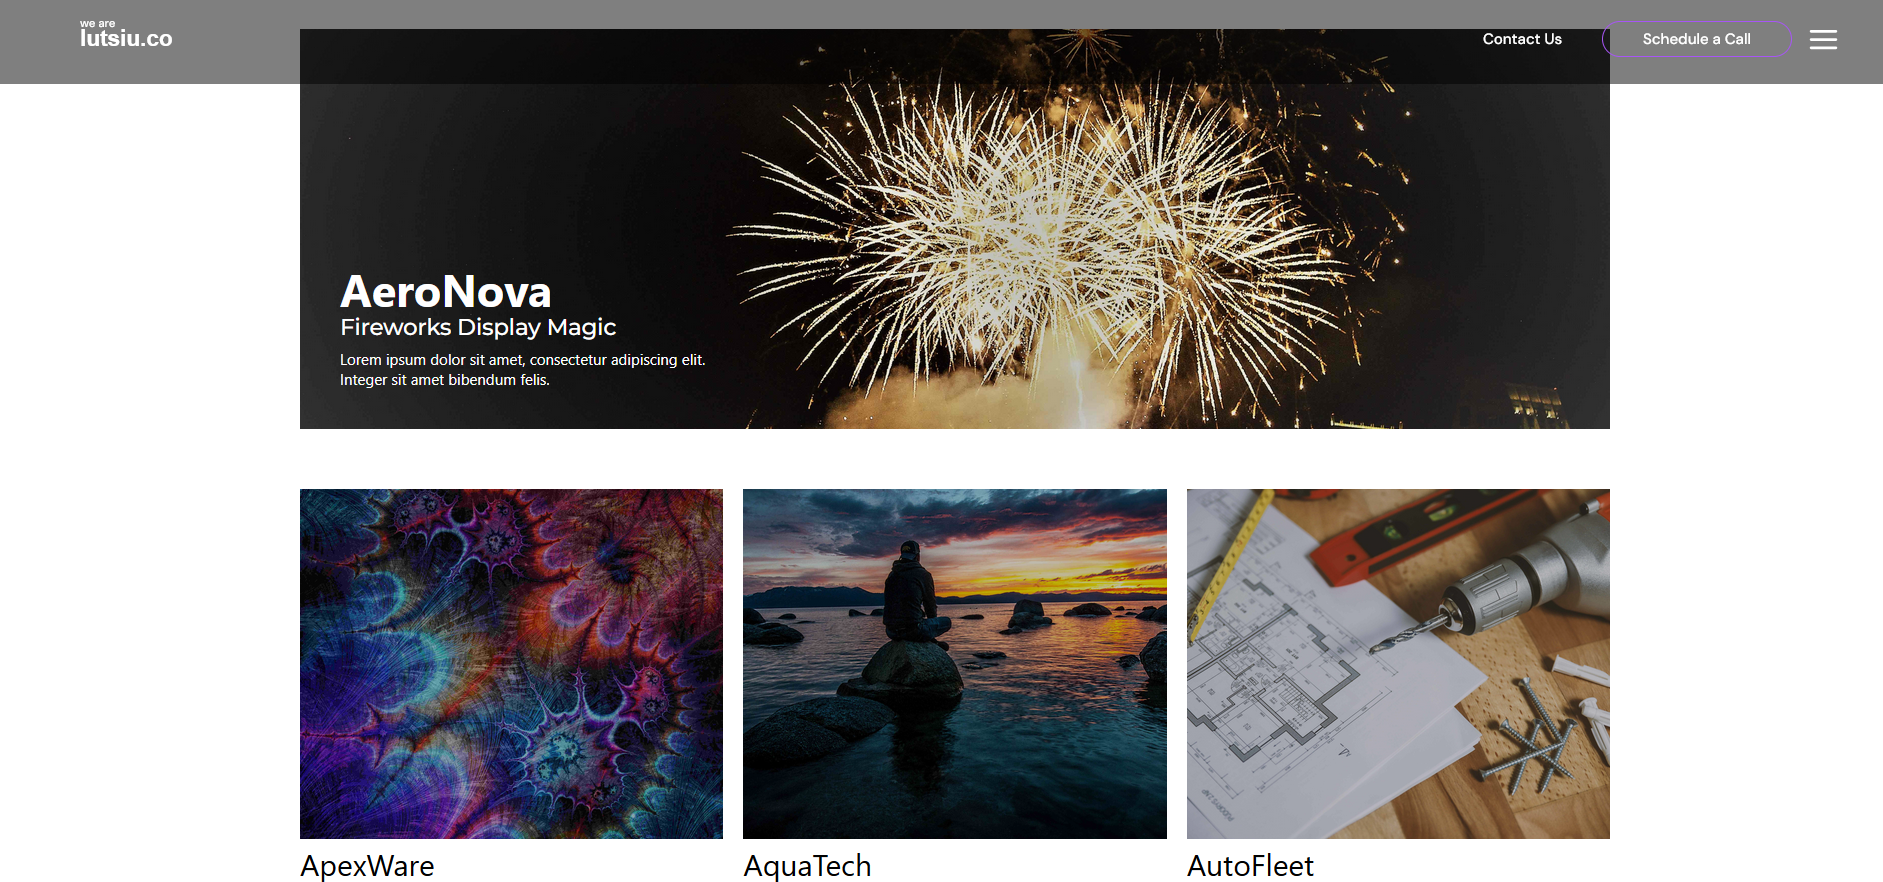 we are
lutsiu.co
Contact Us
Schedule a Call
AeroNova
Fireworks Display Magic
Lorem ipsum dolor sit amet, consectetur adipiscing elit.
Integer sit amet bibendum felis.
ApexWare
AquaTech
AutoFleet